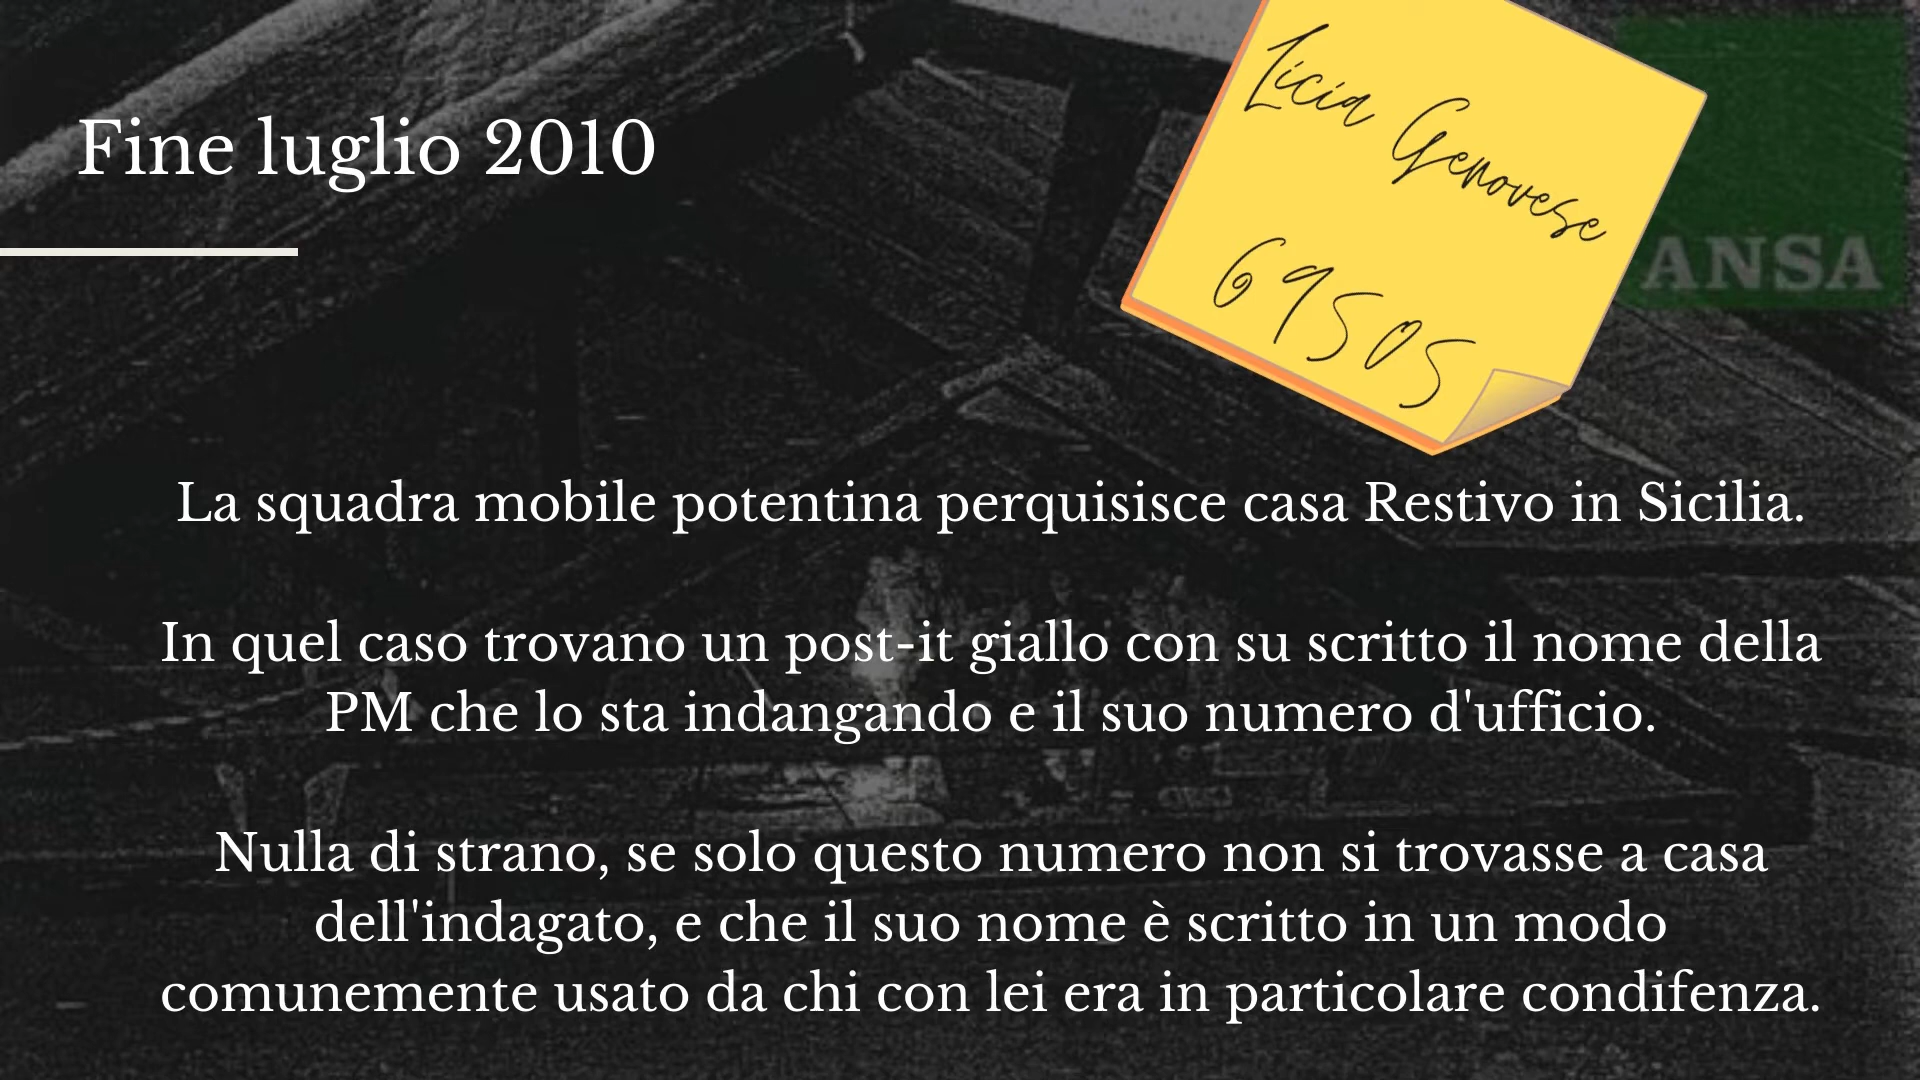 Fine luglio 2010
Licia Genovese
69505
ANSA
La squadra mobile potentina perquisisce casa Restivo in Sicilia.
In quel caso trovano un post-it giallo con su scritto il nome della
PM che lo sta indangando e il suo numero d'ufficio.
Nulla di strano, se solo questo numero non si trovasse a casa
dell'indagato, e che il suo nome è scritto in un modo
comunemente usato da chi con lei era in particolare condifenza.